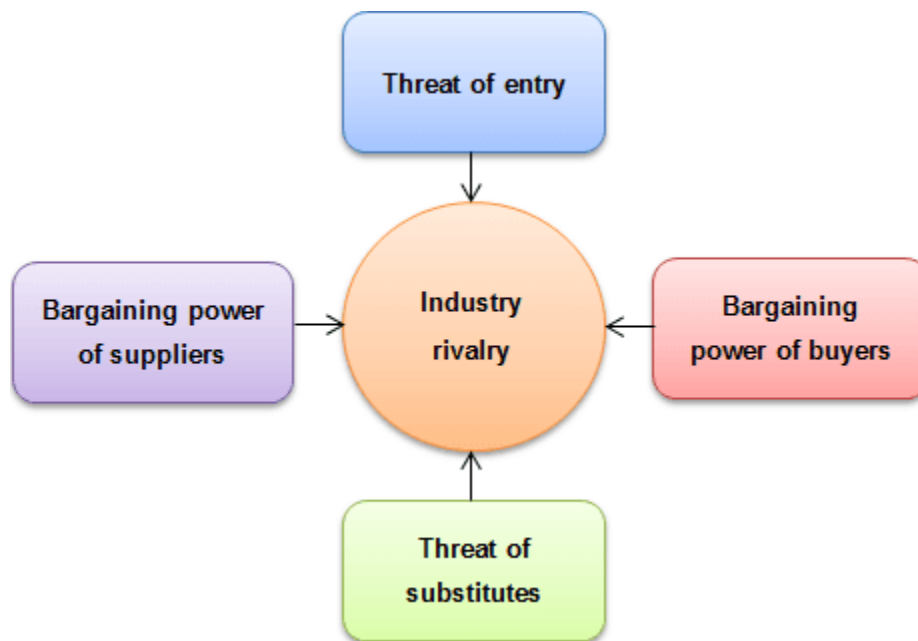 Threat of entry
Bargaining power
of suppliers
Industry
rivalry
Bargaining
power of buyers
Threat of
substitutes